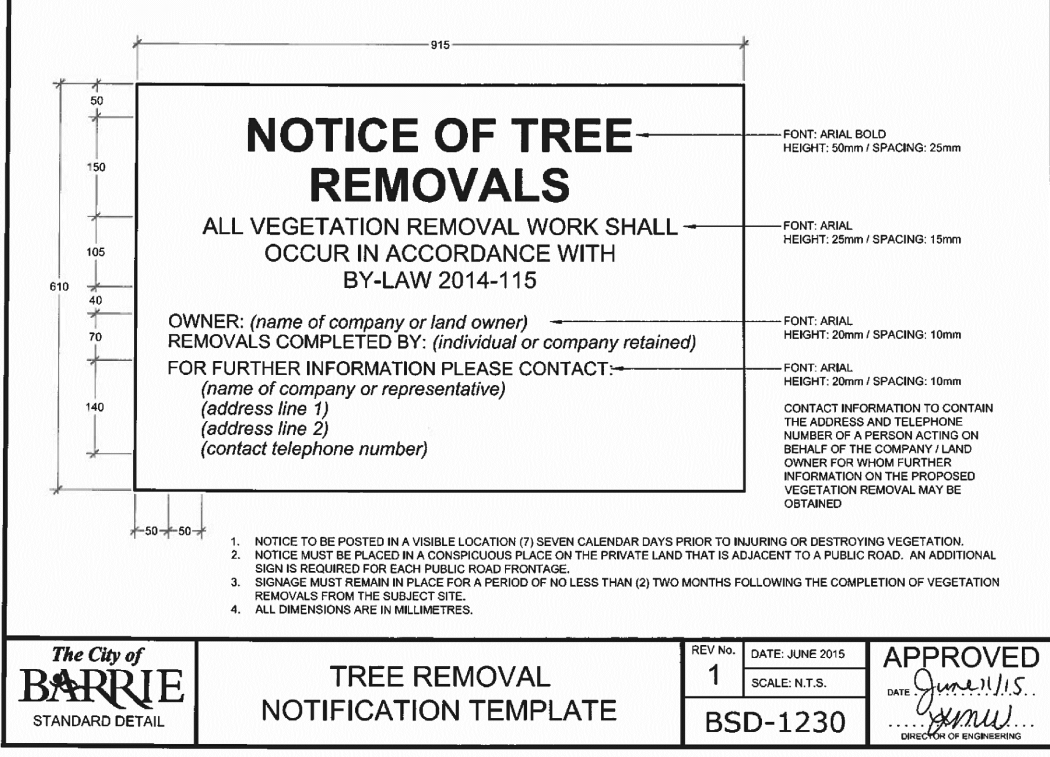 915
50
150
105
610
40
70
140
50
50
NOTICE OF TREE
REMOVALS
ALL VEGETATION REMOVAL WORK SHALL
OCCUR IN ACCORDANCE WITH
BY-LAW 2014-115
OWNER: (name of company or land owner)
REMOVALS COMPLETED BY: (individual or company retained)
FOR FURTHER INFORMATION PLEASE CONTACT:
(name of company or representative)
(address line 1)
(address line 2)
(contact telephone number)
FONT: ARIAL BOLD
HEIGHT: 50mm / SPACING: 25mm
FONT: ARIAL
HEIGHT: 25mm / SPACING: 15mm
FONT: ARIAL
HEIGHT: 20mm / SPACING: 10mm
FONT: ARIAL
HEIGHT: 20mm / SPACING: 10mm
CONTACT INFORMATION TO CONTAIN
THE ADDRESS AND TELEPHONE
NUMBER OF A PERSON ACTING ON
BEHALF OF THE COMPANY / LAND
OWNER FOR WHOM FURTHER
INFORMATION ON THE PROPOSED
VEGETATION REMOVAL MAY BE
OBTAINED
1. NOTICE TO BE POSTED IN A VISIBLE LOCATION (7) SEVEN CALENDAR DAYS PRIOR TO INJURING OR DESTROYING VEGETATION.
2. NOTICE MUST BE PLACED IN A CONSPICUOUS PLACE ON THE PRIVATE LAND THAT IS ADJACENT TO A PUBLIC ROAD. AN ADDITIONAL
SIGN IS REQUIRED FOR EACH PUBLIC ROAD FRONTAGE.
3. SIGNAGE MUST REMAIN IN PLACE FOR A PERIOD OF NO LESS THAN (2) TWO MONTHS FOLLOWING THE COMPLETION OF VEGETATION
REMOVALS FROM THE SUBJECT SITE.
4. ALL DIMENSIONS ARE IN MILLIMETRES.
The City of
BARRIE
STANDARD DETAIL
TREE REMOVAL
NOTIFICATION TEMPLATE
REV No.
1
DATE: JUNE 2015
SCALE: N.T.S.
BSD-1230
APPROVED
DATE June 11/15
DIRECTOR OF ENGINEERING